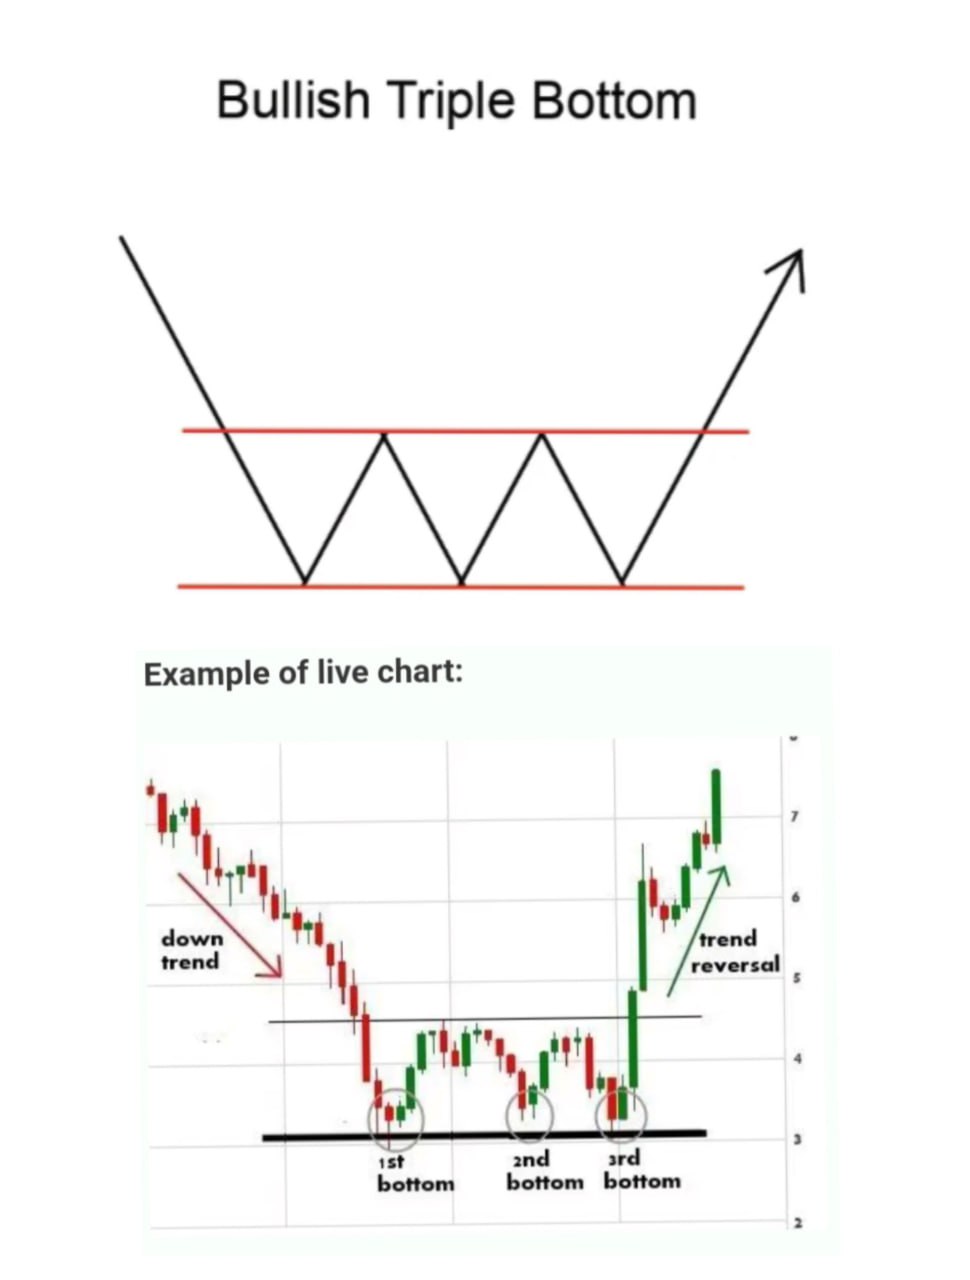 Bullish Triple Bottom
Example of live chart:
7
6
down
trend
trend
reversal
5
4
3
1st
bottom
2nd
bottom
3rd
bottom
2